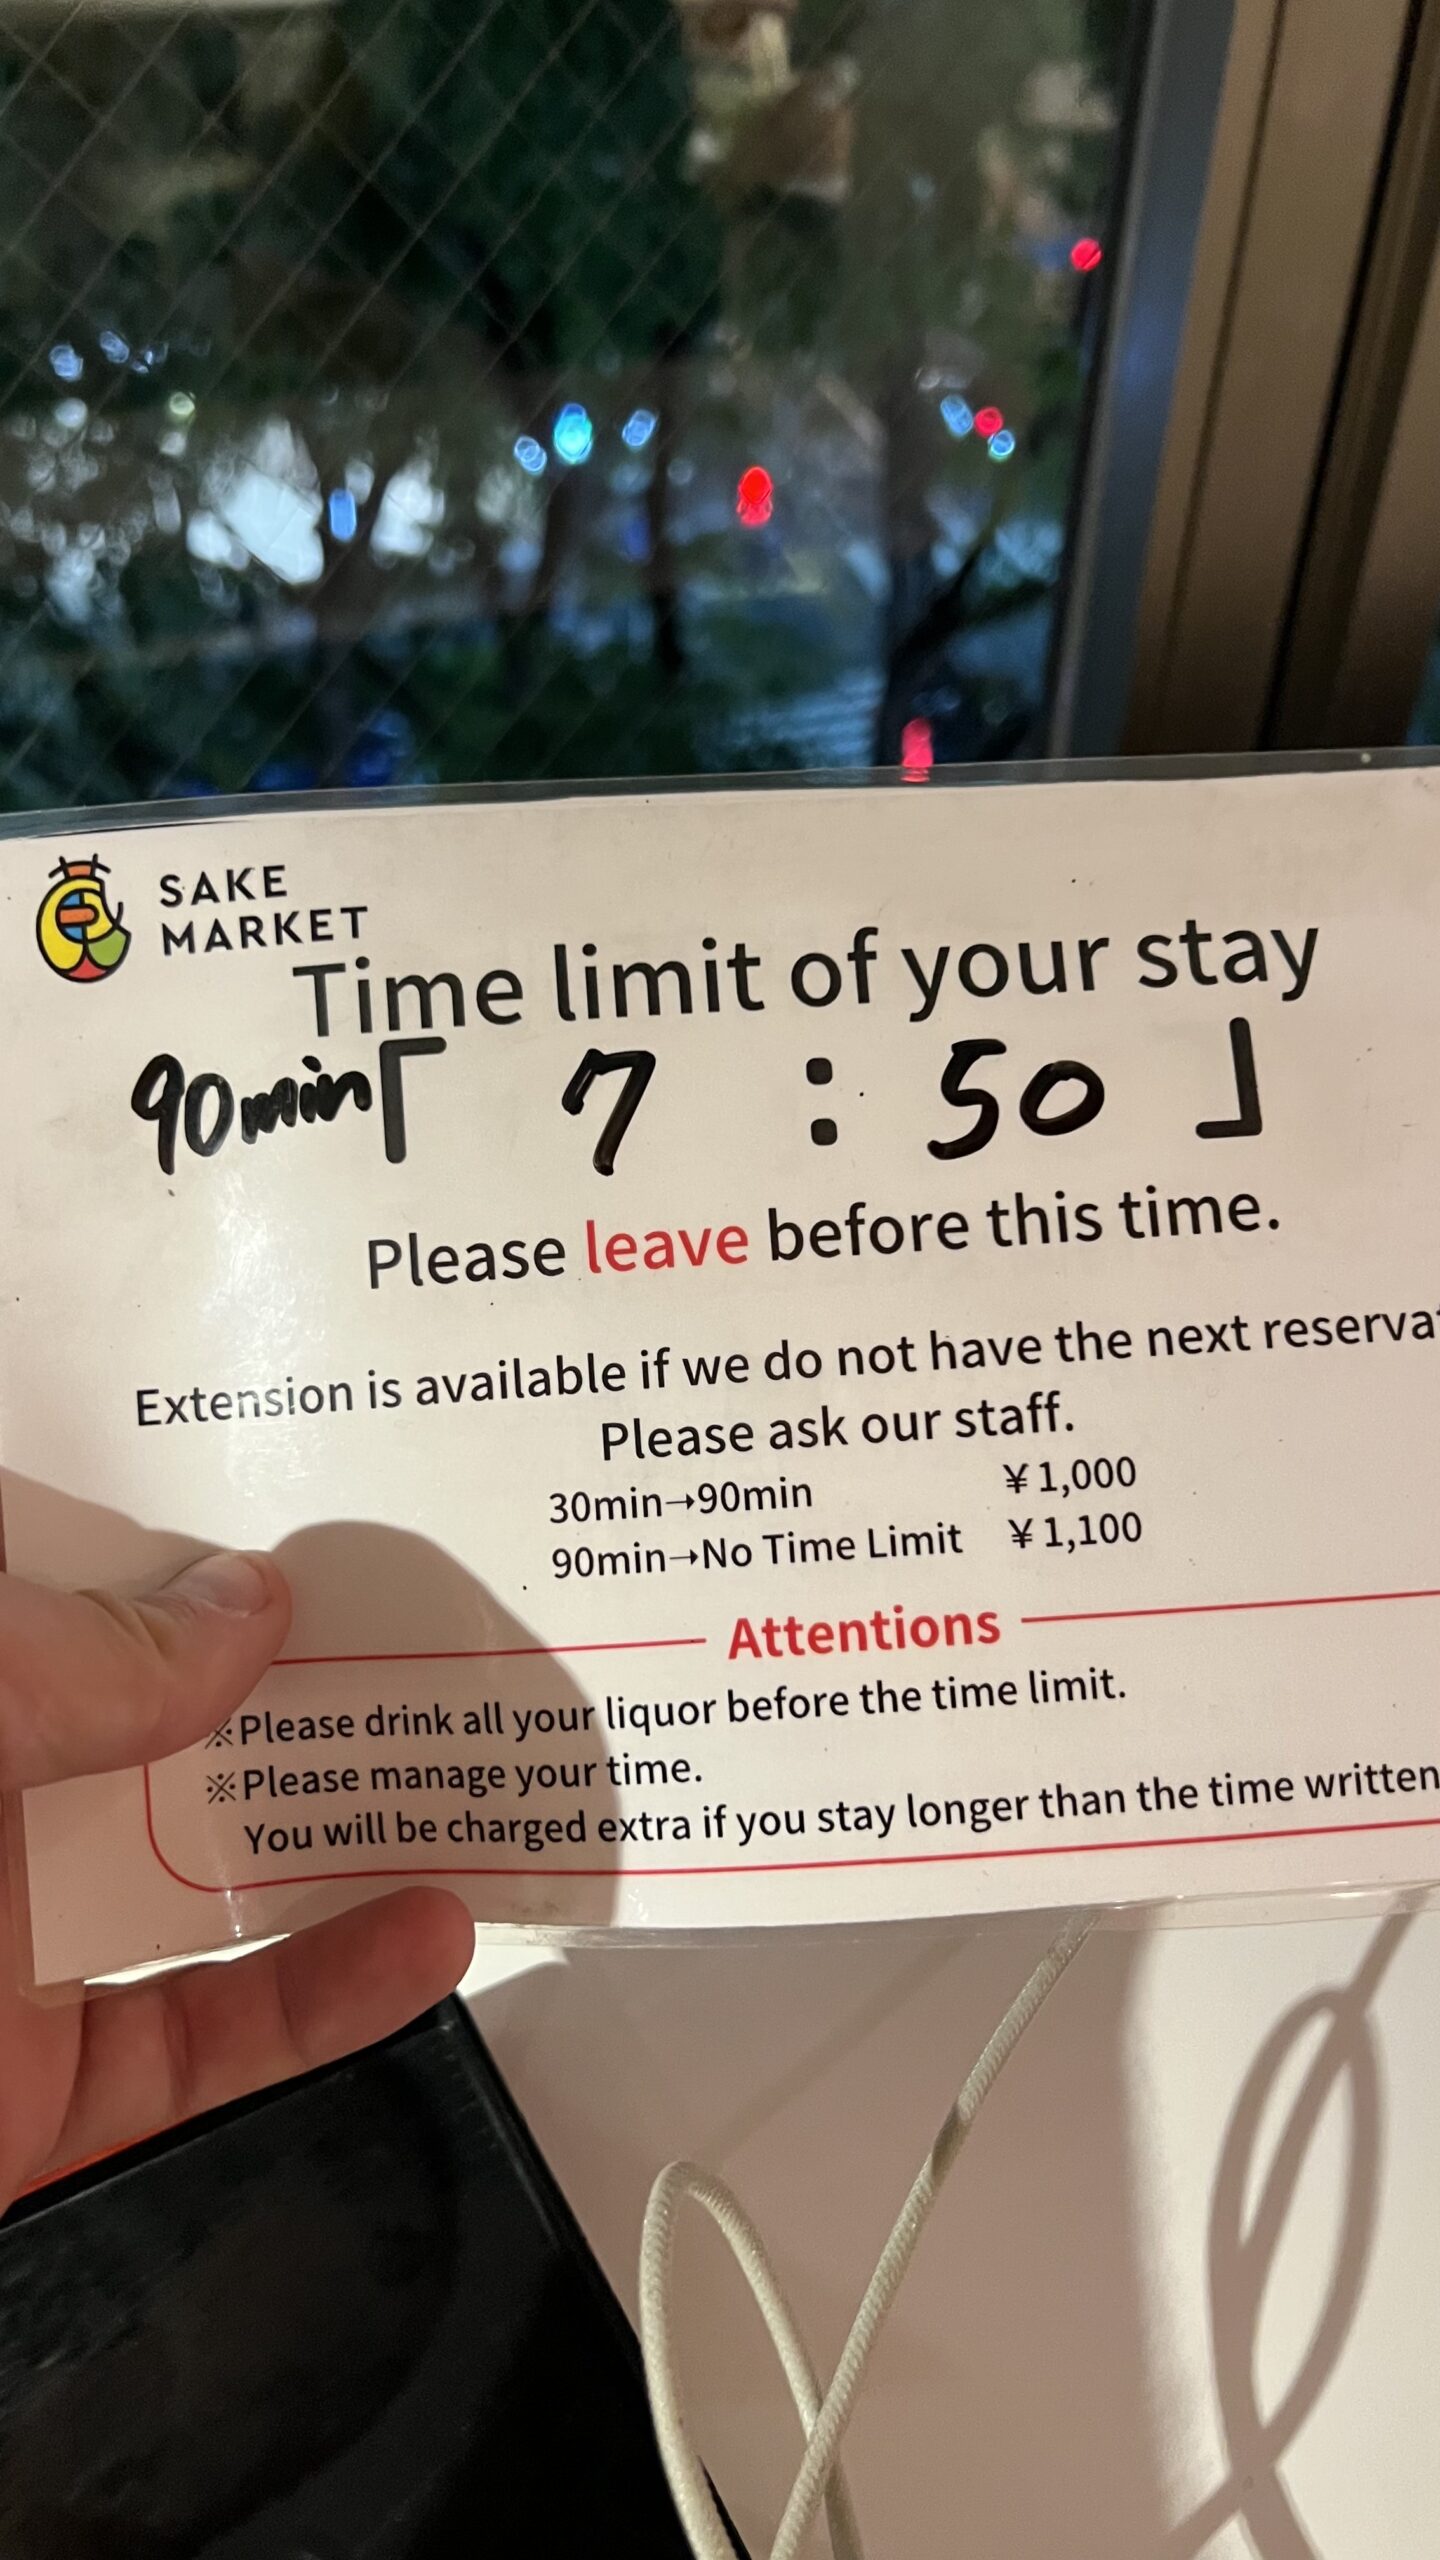 SAKE
MARKET
Time limit of your stay
90min「 7 : 50 」
Please leave before this time.
Extension is available if we do not have the next
Please ask our staff.
30min→90min ¥1,000
90min→No Time Limit ¥1,100
Attentions
※Please drink all your liquor before the time limit.
※Please manage your time.
You will be charged extra if you stay longer than the time written